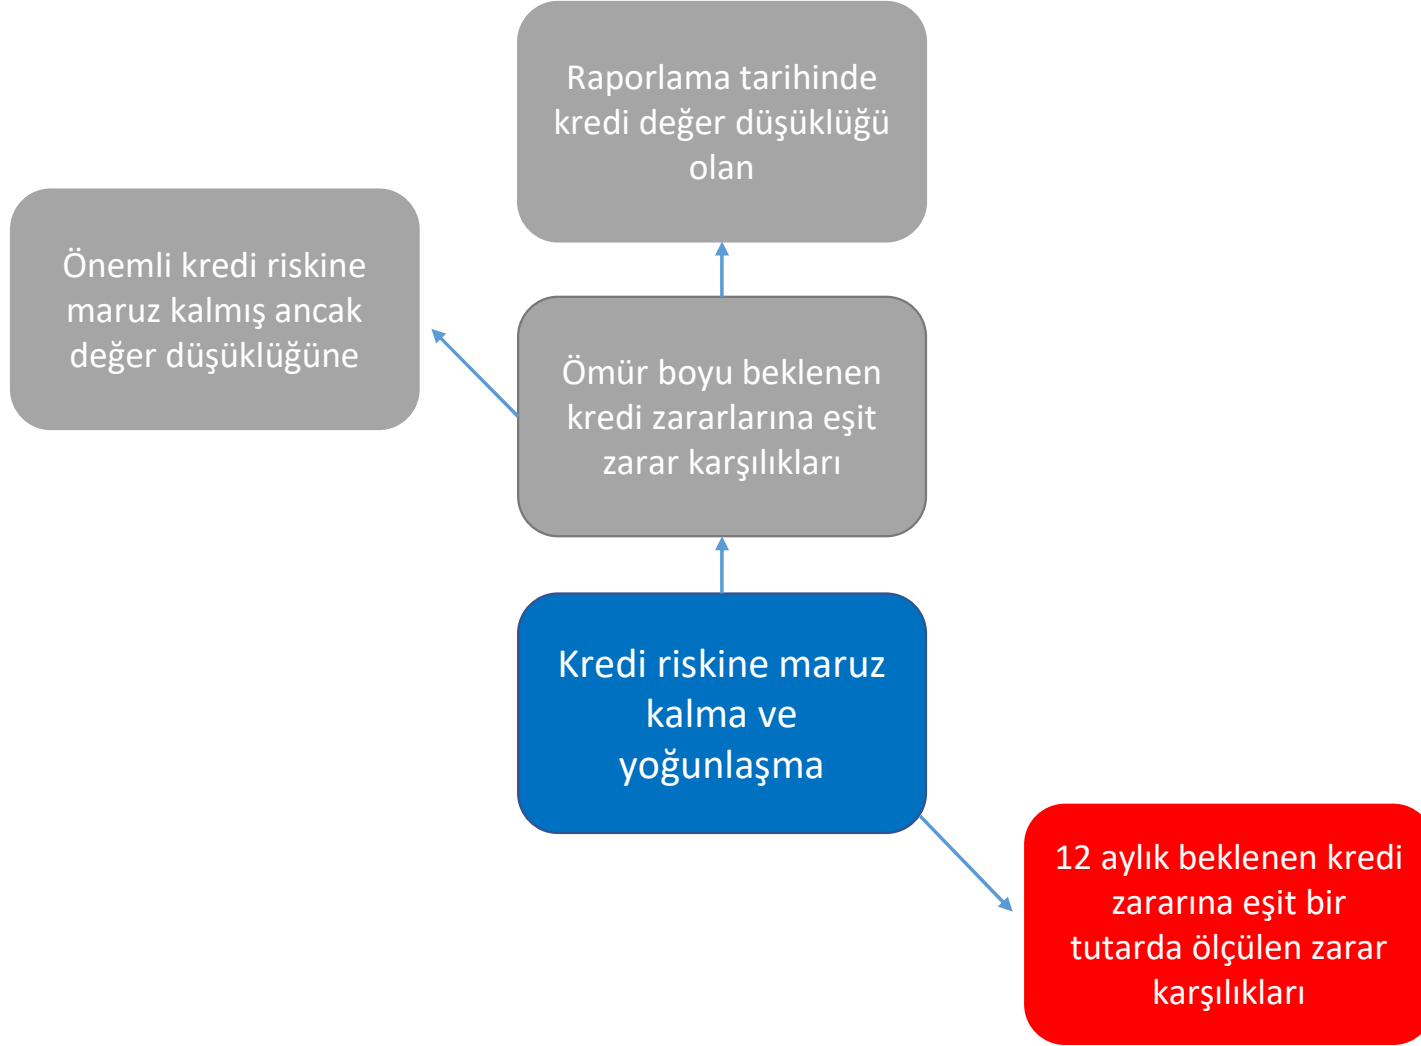 Raporlama tarihinde
kredi değer düşüklüğü
olan
Önemli kredi riskine
maruz kalmış ancak
değer düşüklüğüne
Ömür boyu beklenen
kredi zararlarına eşit
zarar karşılıkları
Kredi riskine maruz
kalma ve
yoğunlaşma
12 aylık beklenen kredi
zararına eşit bir
tutarda ölçülen zarar
karşılıkları